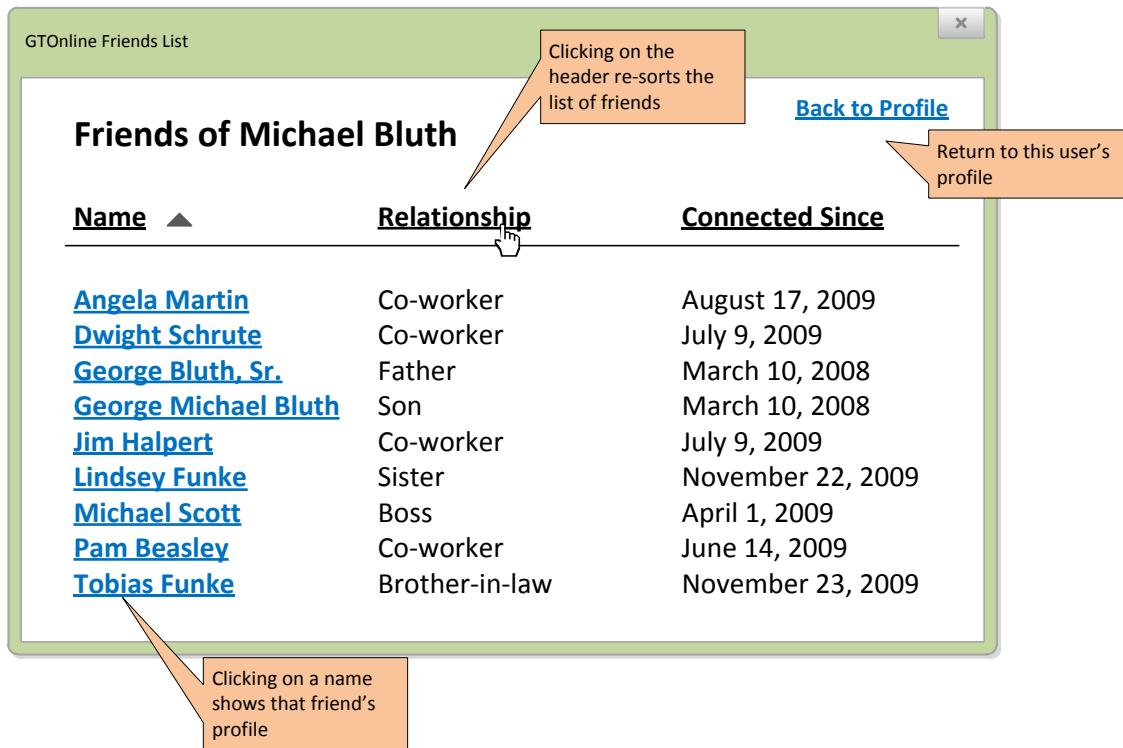 GTOnline Friends List
×
Clicking on the
header re-sorts the
list of friends
Back to Profile
Friends of Michael Bluth
Return to this user's
profile
Name Relationship Connected Since
Angela Martin Co-worker August 17, 2009
Dwight Schrute Co-worker July 9, 2009
George Bluth, Sr. Father March 10, 2008
George Michael Bluth Son March 10, 2008
Jim Halpert Co-worker July 9, 2009
Lindsey Funke Sister November 22, 2009
Michael Scott Boss April 1, 2009
Pam Beasley Co-worker June 14, 2009
Tobias Funke Brother-in-law November 23, 2009
Clicking on a name
shows that friend's
profile